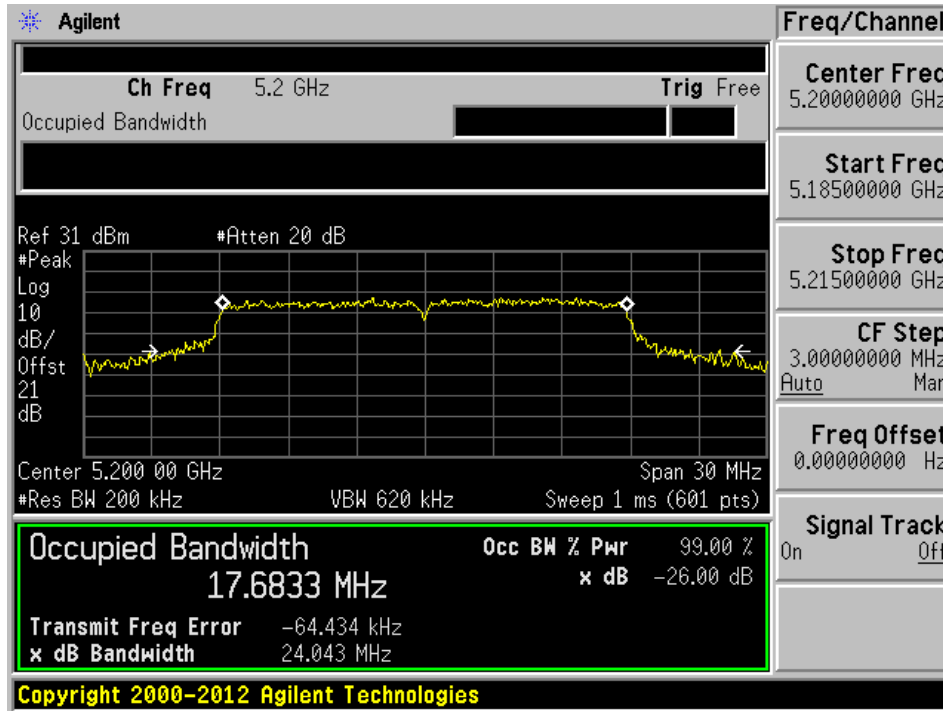 Agilent
Freq/Channel
Ch Freq 5.2 GHz Trig Free
Occupied Bandwidth
Center Freq
5.20000000 GHz
Start Freq
5.18500000 GHz
Stop Freq
5.21500000 GHz
CF Step
3.00000000 MHz
Auto Man
Freq Offset
0.00000000 Hz
Signal Track
On Off
Ref 31 dBm #Atten 20 dB
#Peak
Log
10
dB/
Offst
21
dB
Center 5.200 00 GHz Span 30 MHz
#Res BW 200 kHz VBW 620 kHz Sweep 1 ms (601 pts)
Occupied Bandwidth Occ BW % Pwr 99.00 %
17.6833 MHz x dB -26.00 dB
Transmit Freq Error -64.434 kHz
x dB Bandwidth 24.043 MHz
Copyright 2000-2012 Agilent Technologies